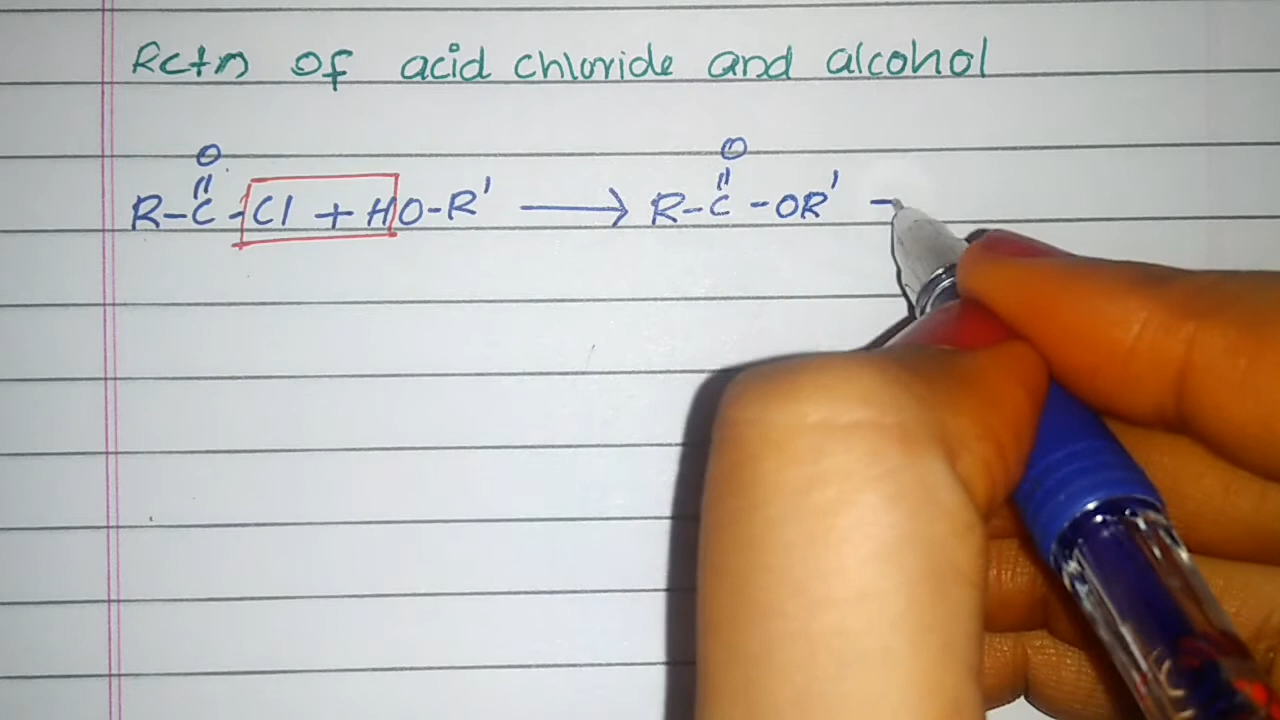 Rctn of acid chloride and alcohol
O O
R-C-Cl + HO-R' ⟶ R-C-OR' -